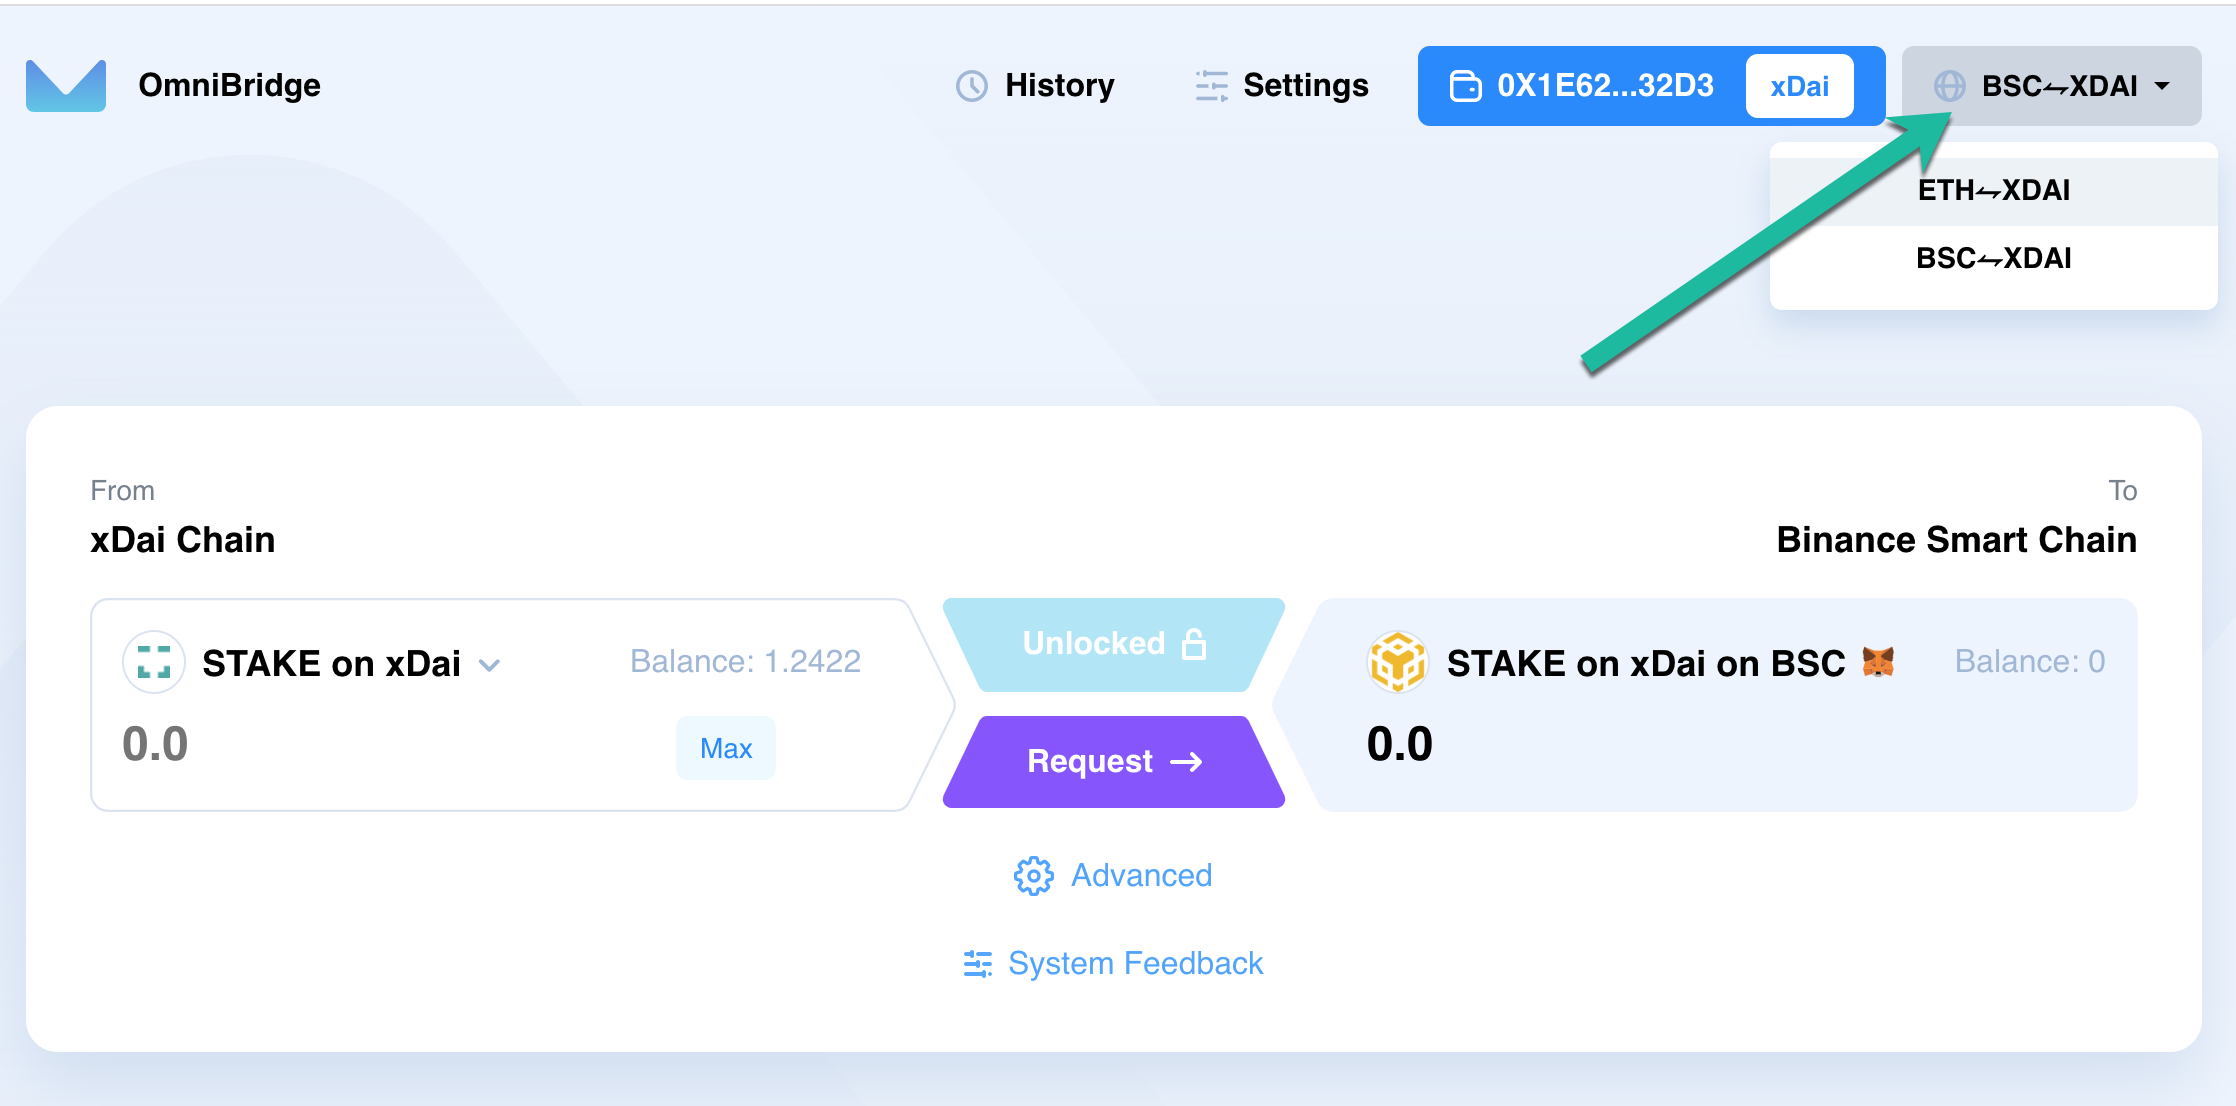 OmniBridge
History
Settings
0X1E62...32D3
xDai
BSC⇋XDAI
ETH⇋XDAI
BSC⇋XDAI
From
To
xDai Chain
Binance Smart Chain
STAKE on xDai
Balance: 1.2422
Unlocked
STAKE on xDai on BSC
Balance: 0
0.0
Max
Request →
0.0
Advanced
System Feedback